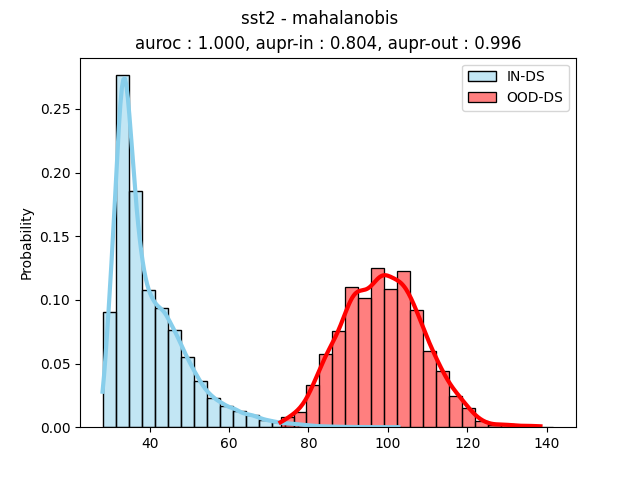 sst2 - mahalanobis
auroc : 1.000, aupr-in : 0.804, aupr-out : 0.996
IN-DS
OOD-DS
Probability
0.25
0.20
0.15
0.10
0.05
0.00
40 60 80 100 120 140